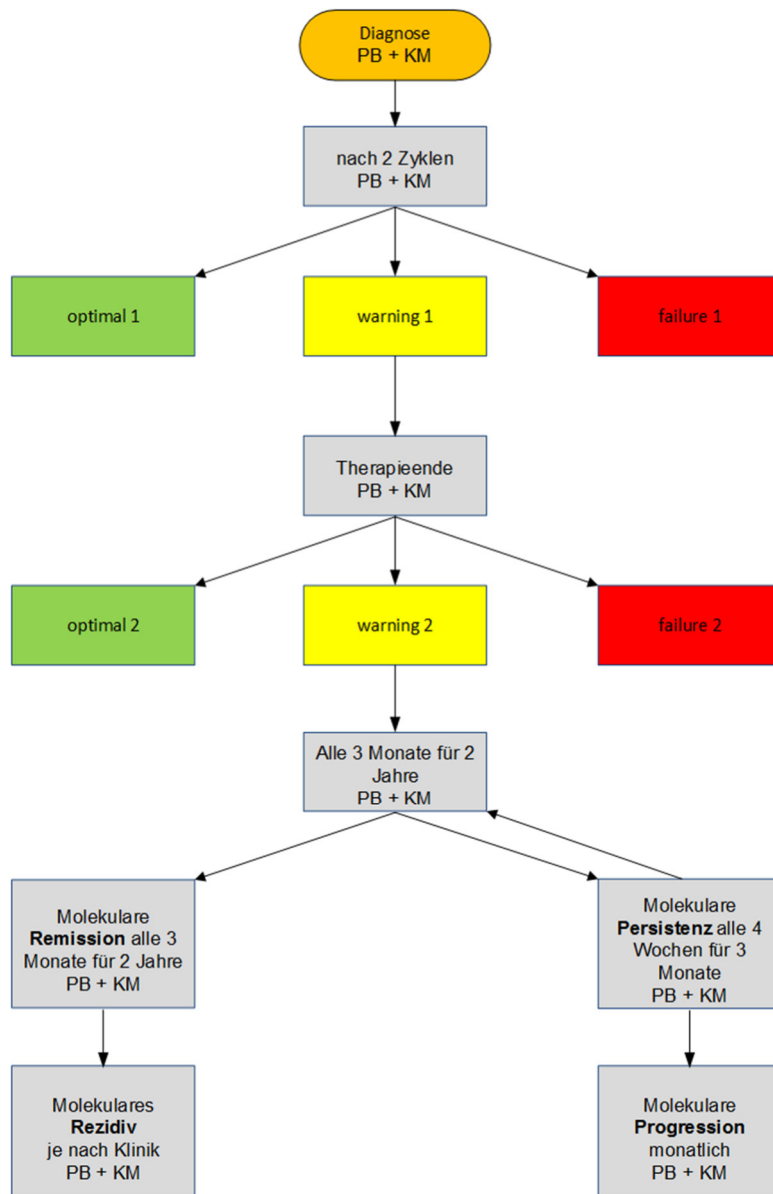 Diagnose
PB + KM
nach 2 Zyklen
PB + KM
optimal 1
warning 1
failure 1
Therapieende
PB + KM
optimal 2
warning 2
failure 2
Alle 3 Monate für 2
Jahre
PB + KM
Molekulare
Remission alle 3
Monate für 2 Jahre
PB + KM
Molekulare
Persistenz alle 4
Wochen für 3
Monate
PB + KM
Molekulares
Rezidiv
je nach Klinik
PB + KM
Molekulare
Progression
monatlich
PB + KM